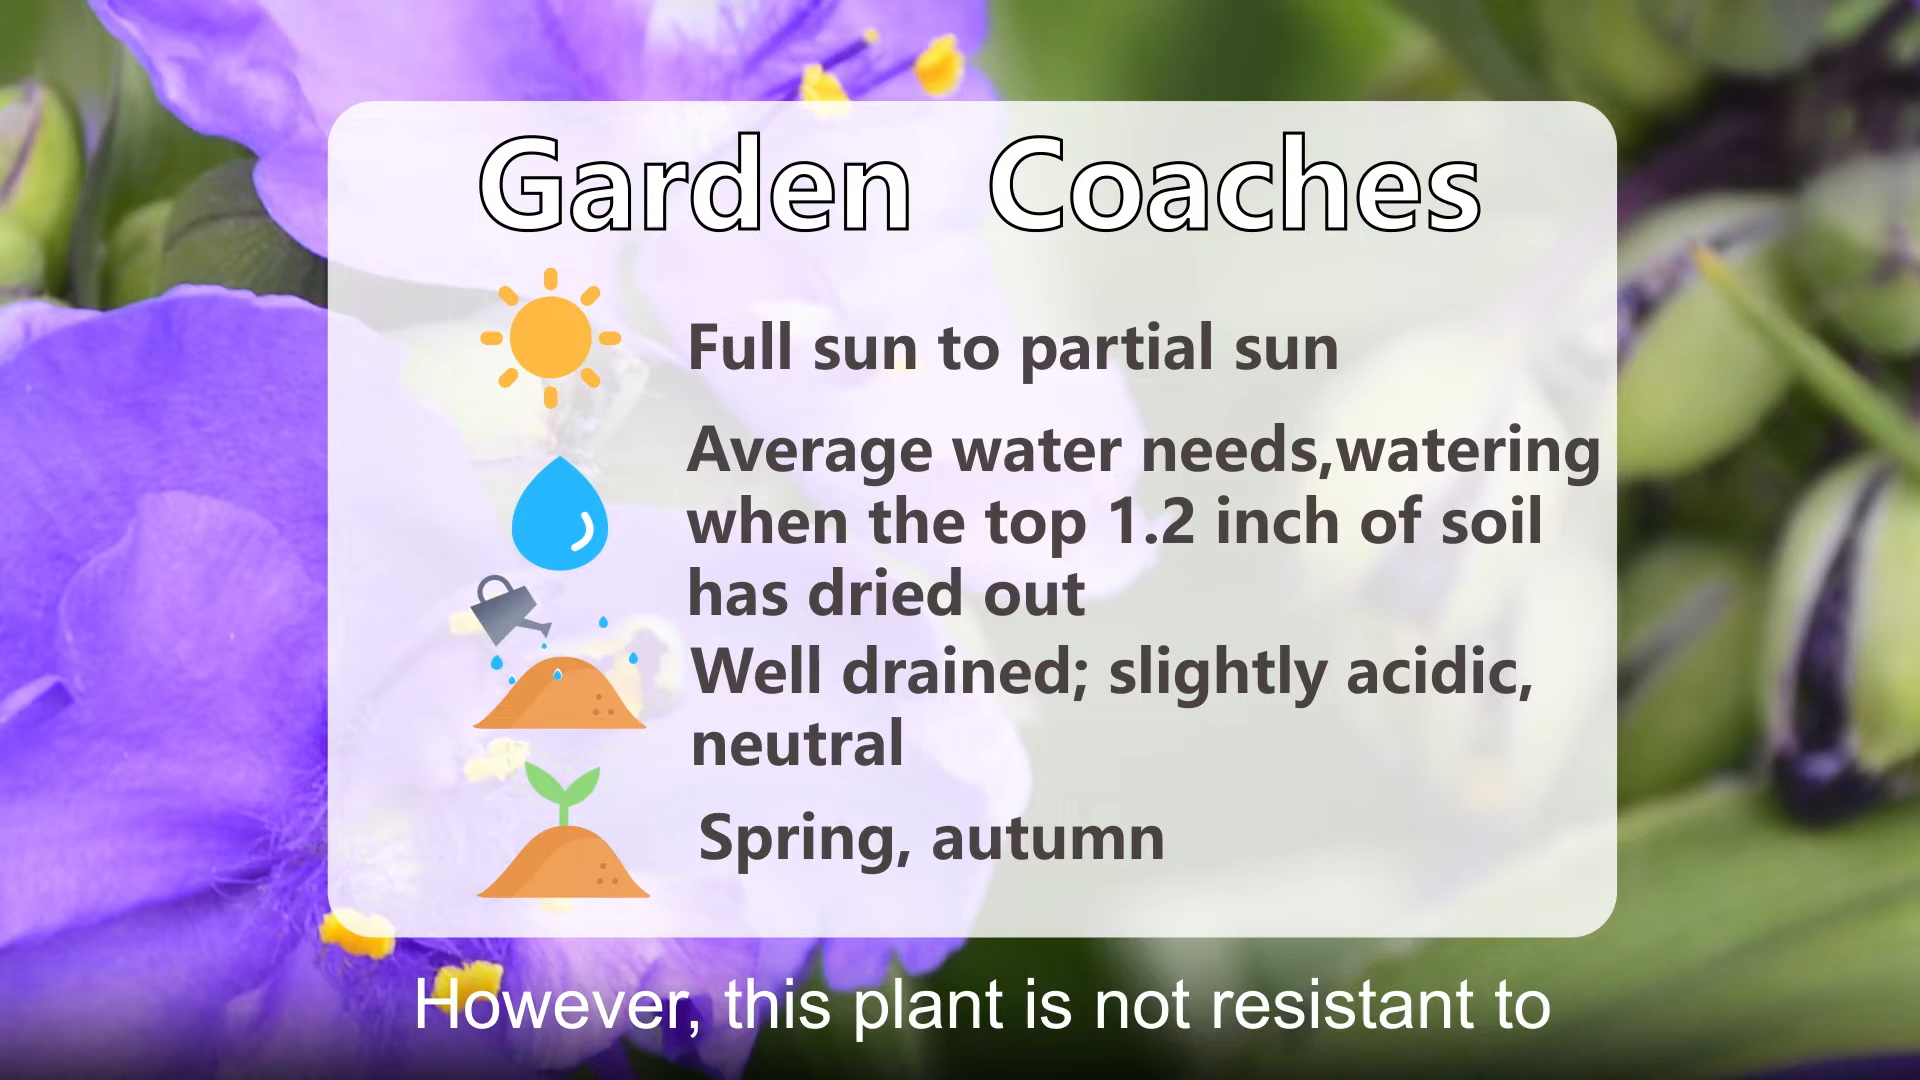 Garden Coaches
Full sun to partial sun
Average water needs,watering
when the top 1.2 inch of soil
has dried out
Well drained; slightly acidic,
neutral
Spring, autumn
However, this plant is not resistant to